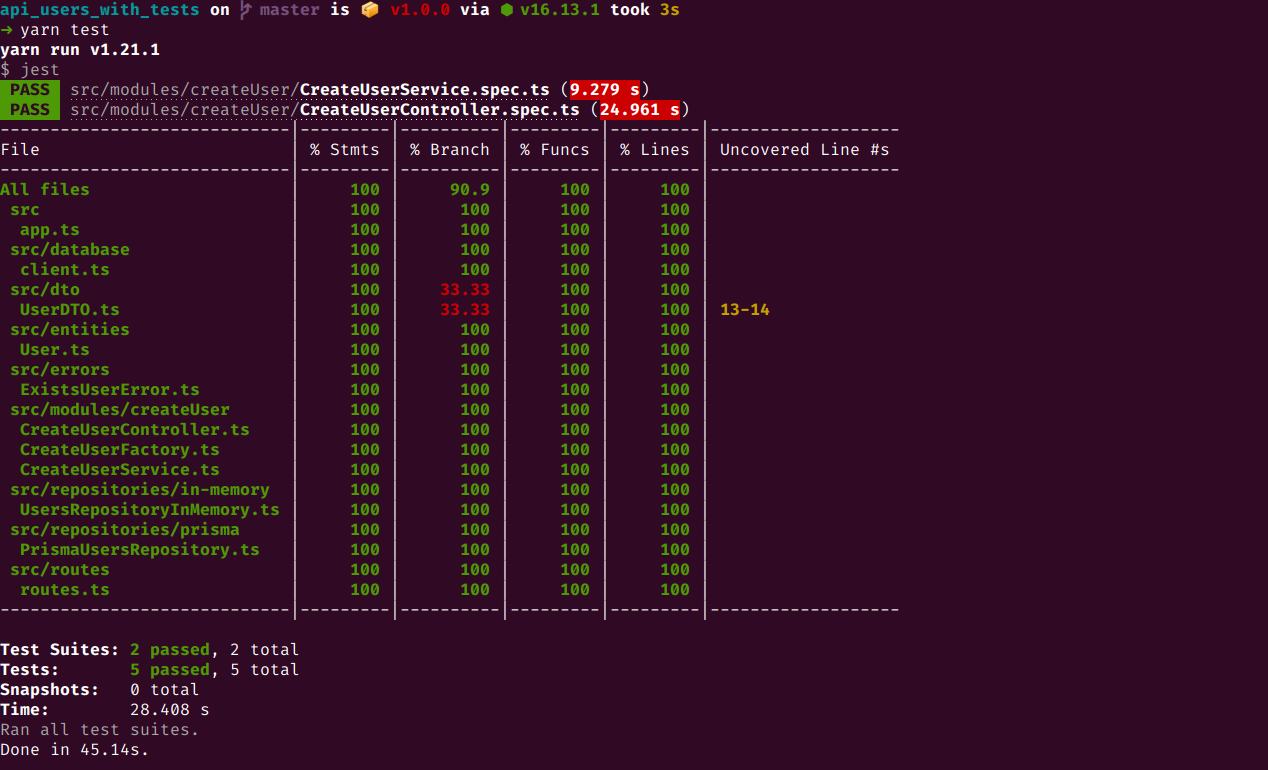 api_users_with_tests on master is 📦 v1.0.0 via ⬢ v16.13.1 took 3s
→ yarn test
yarn run v1.21.1
$ jest
PASS src/modules/createUser/CreateUserService.spec.ts (9.279 s)
PASS src/modules/createUser/CreateUserController.spec.ts (24.961 s)
-----------------------------|---------|----------|---------|---------|-------------------
File | % Stmts | % Branch | % Funcs | % Lines | Uncovered Line #s
-----------------------------|---------|----------|---------|---------|-------------------
All files | 100 | 90.9 | 100 | 100 |
src | 100 | 100 | 100 | 100 |
app.ts | 100 | 100 | 100 | 100 |
src/database | 100 | 100 | 100 | 100 |
client.ts | 100 | 100 | 100 | 100 |
src/dto | 100 | 33.33 | 100 | 100 |
UserDTO.ts | 100 | 33.33 | 100 | 100 | 13-14
src/entities | 100 | 100 | 100 | 100 |
User.ts | 100 | 100 | 100 | 100 |
src/errors | 100 | 100 | 100 | 100 |
ExistsUserError.ts | 100 | 100 | 100 | 100 |
src/modules/createUser | 100 | 100 | 100 | 100 |
CreateUserController.ts | 100 | 100 | 100 | 100 |
CreateUserFactory.ts | 100 | 100 | 100 | 100 |
CreateUserService.ts | 100 | 100 | 100 | 100 |
src/repositories/in-memory | 100 | 100 | 100 | 100 |
UsersRepositoryInMemory.ts | 100 | 100 | 100 | 100 |
src/repositories/prisma | 100 | 100 | 100 | 100 |
PrismaUsersRepository.ts | 100 | 100 | 100 | 100 |
src/routes | 100 | 100 | 100 | 100 |
routes.ts | 100 | 100 | 100 | 100 |
-----------------------------|---------|----------|---------|---------|-------------------
Test Suites: 2 passed, 2 total
Tests: 5 passed, 5 total
Snapshots: 0 total
Time: 28.408 s
Ran all test suites.
Done in 45.14s.